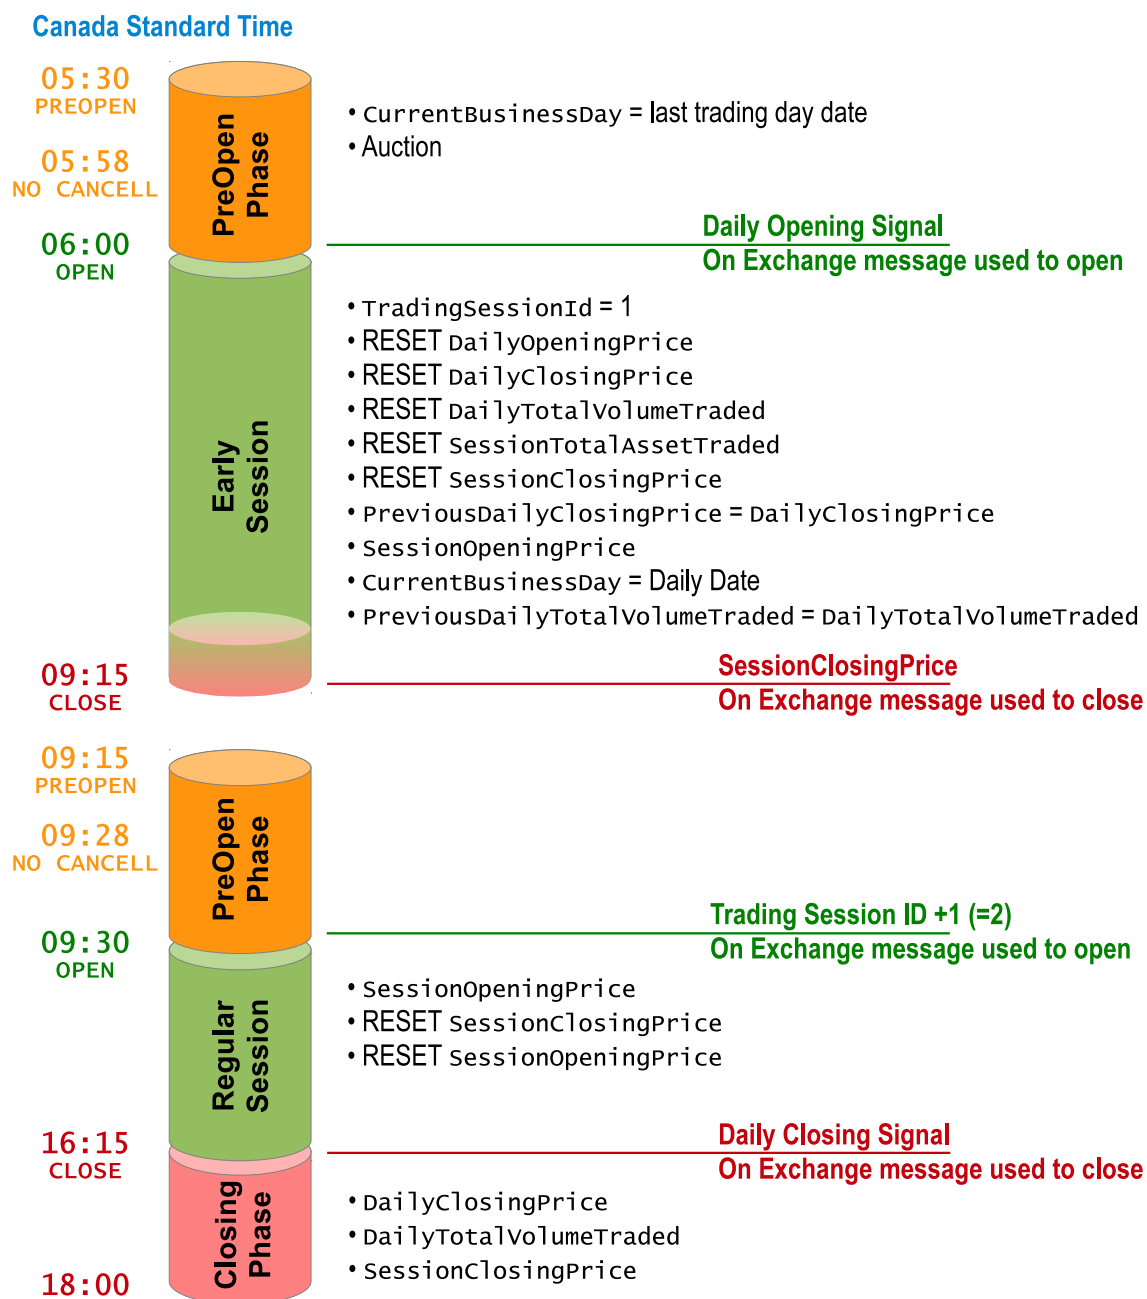 Canada Standard Time
05:30
PREOPEN
05:58
NO CANCELL
PreOpen
Phase
• CurrentBusinessDay = last trading day date
• Auction
06:00
OPEN
Daily Opening Signal
On Exchange message used to open
Early
Session
• TradingSessionId = 1
• RESET DailyOpeningPrice
• RESET DailyClosingPrice
• RESET DailyTotalVolumeTraded
• RESET SessionTotalAssetTraded
• RESET SessionClosingPrice
• PreviousDailyClosingPrice = DailyClosingPrice
• SessionOpeningPrice
• CurrentBusinessDay = Daily Date
• PreviousDailyTotalVolumeTraded = DailyTotalVolumeTraded
09:15
CLOSE
SessionClosingPrice
On Exchange message used to close
09:15
PREOPEN
09:28
NO CANCELL
PreOpen
Phase
09:30
OPEN
Trading Session ID +1 (=2)
On Exchange message used to open
Regular
Session
• SessionOpeningPrice
• RESET SessionClosingPrice
• RESET SessionOpeningPrice
16:15
CLOSE
Daily Closing Signal
On Exchange message used to close
Closing
Phase
• DailyClosingPrice
• DailyTotalVolumeTraded
• SessionClosingPrice
18:00